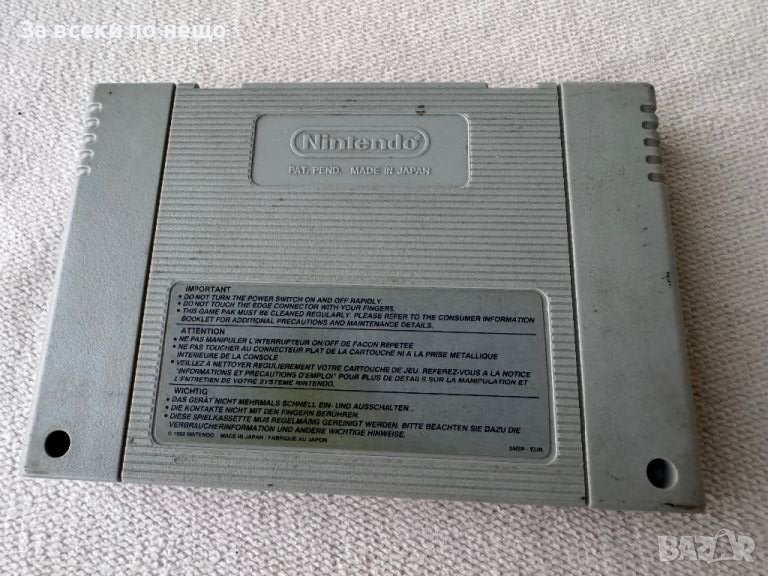 За всеки по нещо
Nintendo®
PAT. PEND. MADE IN JAPAN
IMPORTANT
• DO NOT TURN THE POWER SWITCH ON AND OFF RAPIDLY.
• DO NOT TOUCH THE EDGE CONNECTOR WITH YOUR FINGERS.
• THIS GAME PAK MUST BE CLEANED REGULARLY. PLEASE REFER TO THE CONSUMER INFORMATION
BOOKLET FOR ADDITIONAL PRECAUTIONS AND MAINTENANCE DETAILS.
ATTENTION
• NE PAS MANIPULER L'INTERRUPTEUR ON/OFF DE FACON REPETEE
• NE PAS TOUCHER AU CONNECTEUR PLAT DE LA CARTOUCHE NI A LA PRISE METALLIQUE
INTERIEURE DE LA CONSOLE
• VEILLEZ A NETTOYER REGULIEREMENT VOTRE CARTOUCHE DE JEU. REFEREZ-VOUS A LA NOTICE
"INFORMATIONS ET PRECAUTIONS D'EMPLOI" POUR PLUS DE DETAILS SUR LA MANIPULATION ET
L'ENTRETIEN DE VOTRE SYSTEME NINTENDO.
WICHTIG
• DAS GERÄT NICHT MEHRMALS SCHNELL EIN- UND AUSSCHALTEN.
• DIE KONTAKTE NICHT MIT DEN FINGERN BERÜHREN.
• DIESE SPIELKASSETTE MUß REGELMÄßIG GEREINIGT WERDEN. BITTE BEACHTEN SIE DAZU DIE
VERBRAUCHERINFORMATION UND ANDERE WICHTIGE HINWEISE.
© 1992 NINTENDO MADE IN JAPAN / FABRIQUE AU JAPON SNSP - EUR
BAZAR